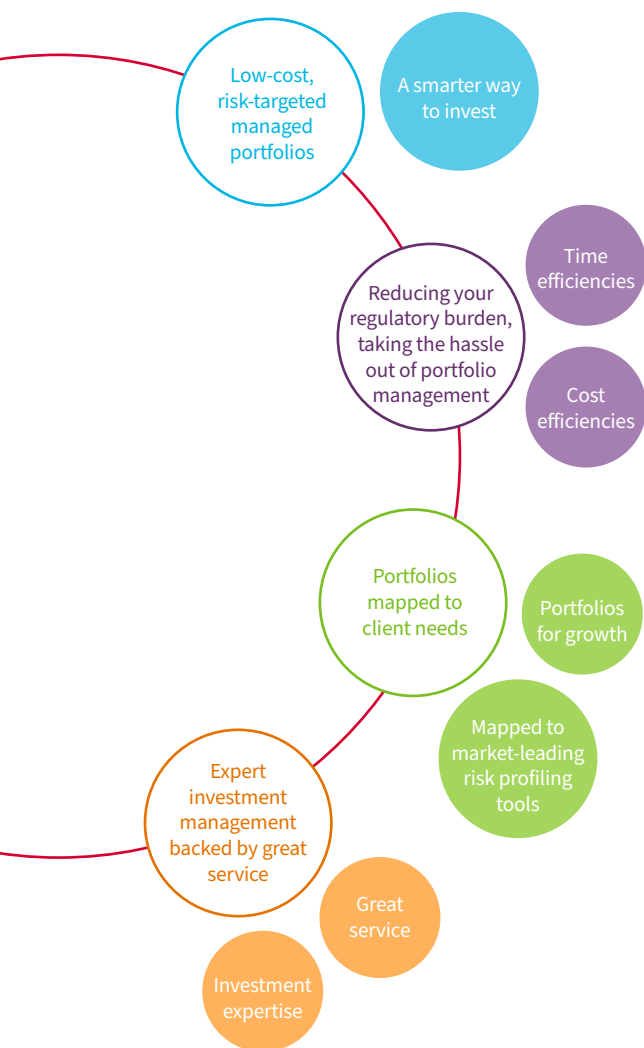 Low-cost,
risk-targeted
managed
portfolios
A smarter way
to invest
Reducing your
regulatory burden,
taking the hassle
out of portfolio
management
Time
efficiencies
Cost
efficiencies
Portfolios
mapped to
client needs
Portfolios
for growth
Mapped to
market-leading
risk profiling
tools
Expert
investment
management
backed by great
service
Great
service
Investment
expertise